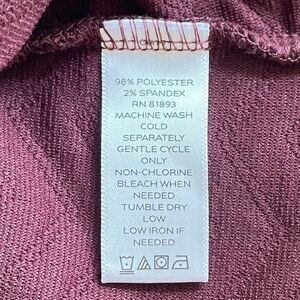 98% POLYESTER
2% SPANDEX
RN 81893
MACHINE WASH
COLD
SEPARATELY
GENTLE CYCLE
ONLY
NON-CHLORINE
BLEACH WHEN
NEEDED
TUMBLE DRY
LOW
LOW IRON IF
NEEDED